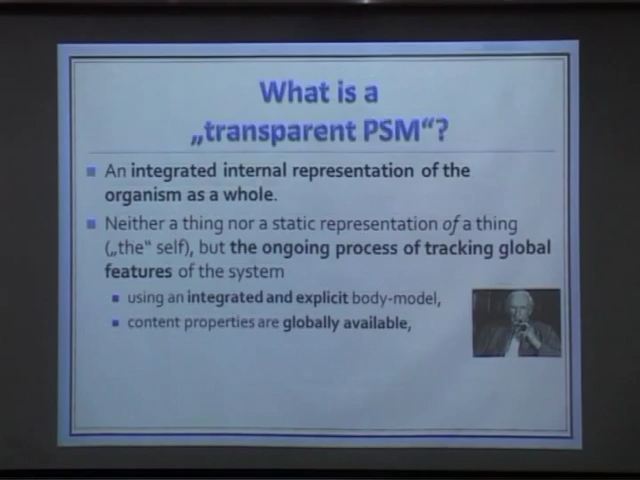 What is a
„transparent PSM“?
An integrated internal representation of the
organism as a whole.
Neither a thing nor a static representation of a thing
(„the“ self), but the ongoing process of tracking global
features of the system
using an integrated and explicit body-model,
content properties are globally available,